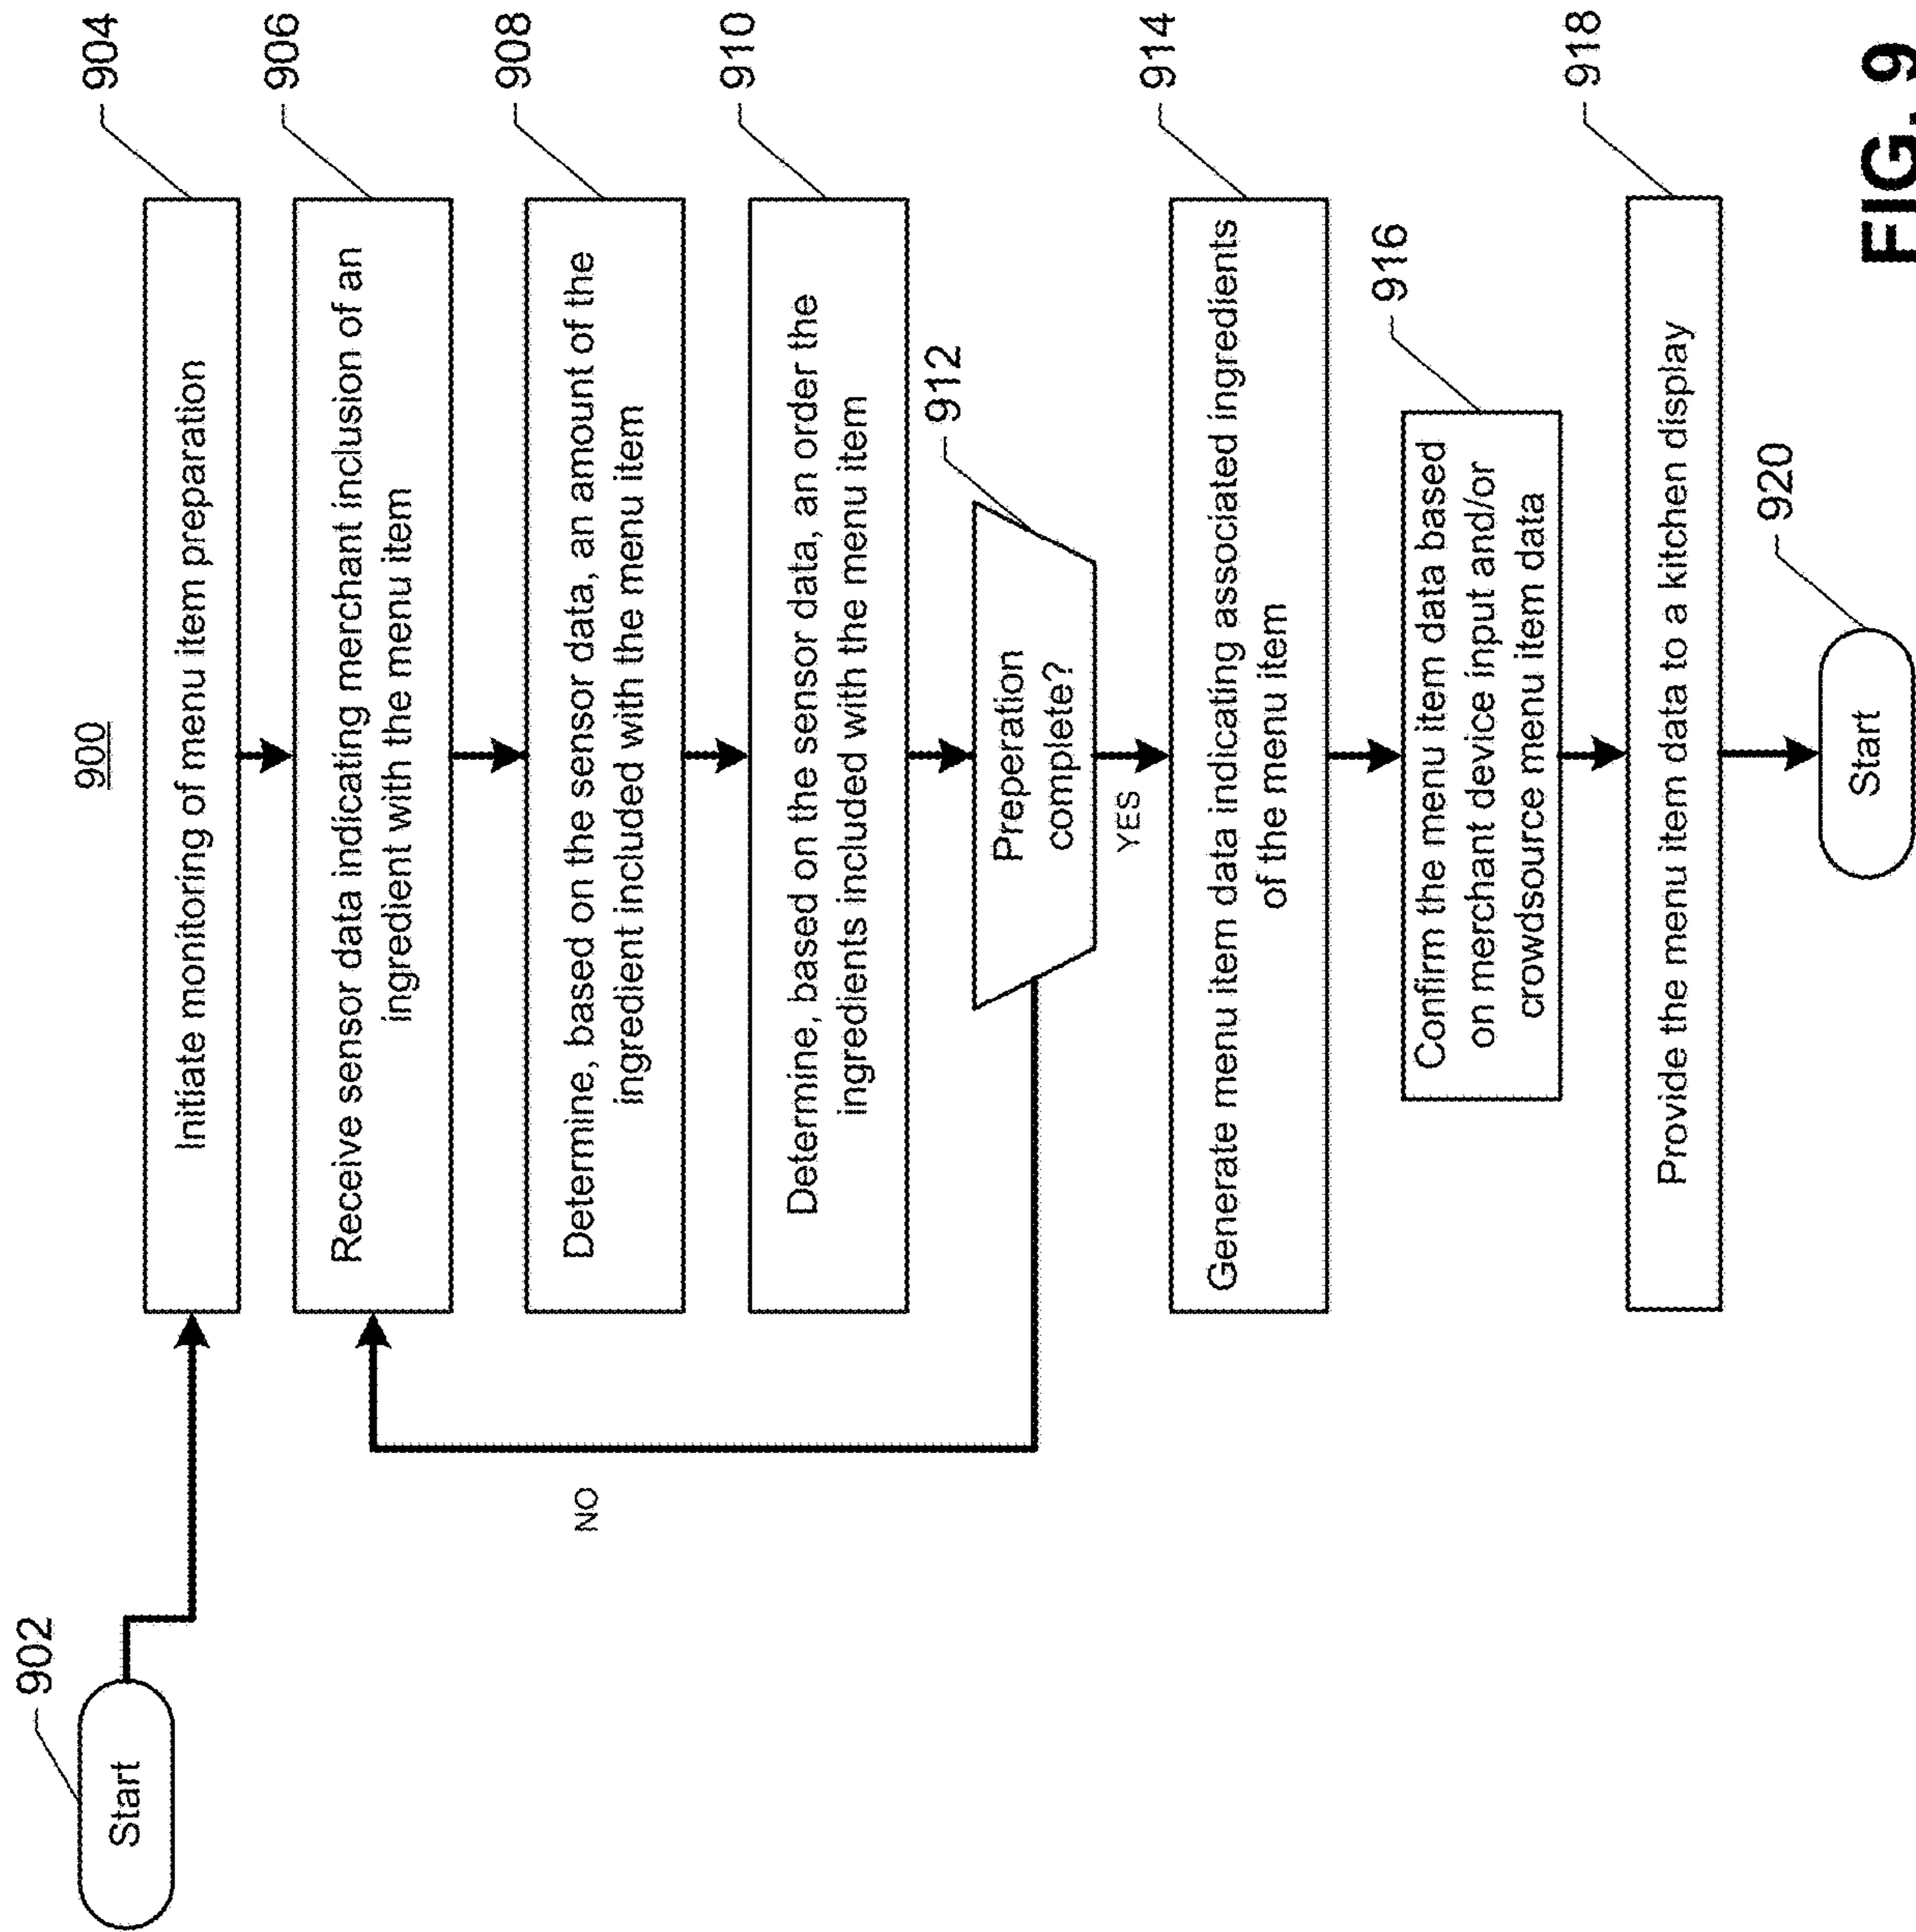 900
902
Start
904
Initiate monitoring of menu item preparation
906
Receive sensor data indicating merchant inclusion of an
ingredient with the menu item
908
Determine, based on the sensor data, an amount of the
ingredient included with the menu item
910
Determine, based on the sensor data, an order the
ingredients included with the menu item
912
Preperation
complete?
NO
YES
914
Generate menu item data indicating associated ingredients
of the menu item
916
Confirm the menu item data based
on merchant device input and/or
crowdsource menu item data
918
Provide the menu item data to a kitchen display
920
Start
FIG. 9